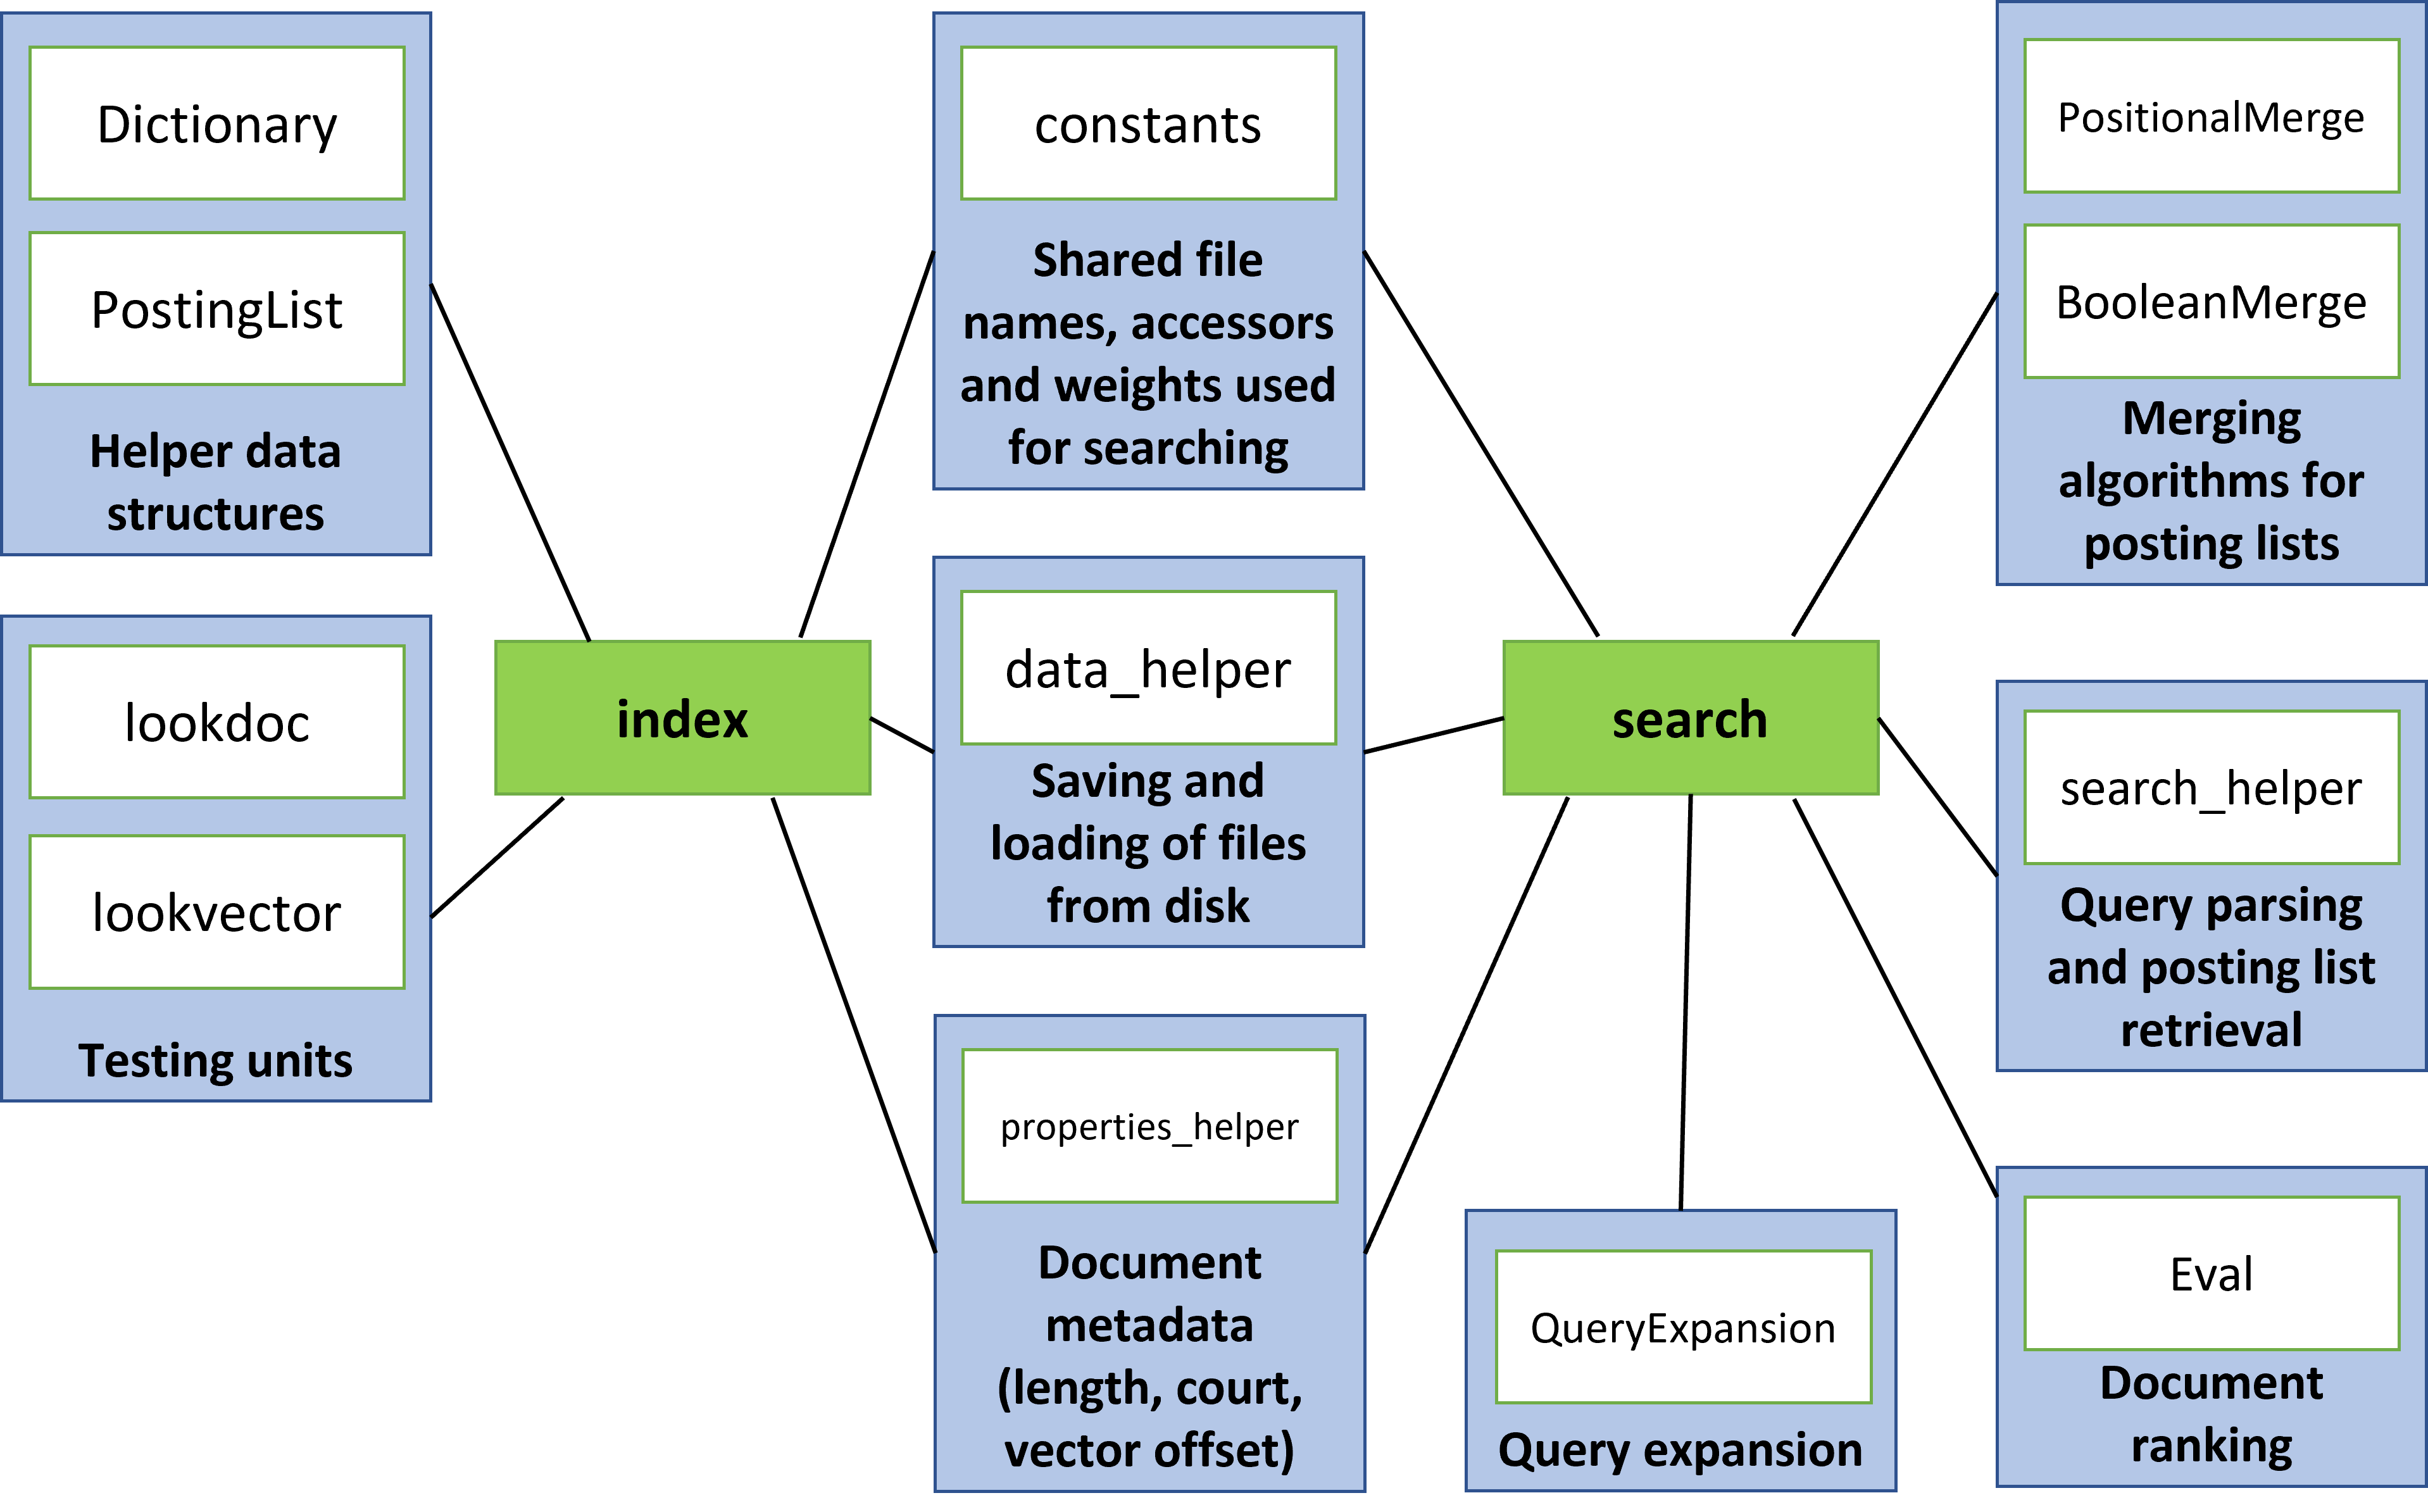 Dictionary
PostingList
Helper data
structures
lookdoc
lookvector
Testing units
index
constants
Shared file
names, accessors
and weights used
for searching
data_helper
Saving and
loading of files
from disk
properties_helper
Document
metadata
(length, court,
vector offset)
search
QueryExpansion
Query expansion
PositionalMerge
BooleanMerge
Merging
algorithms for
posting lists
search_helper
Query parsing
and posting list
retrieval
Eval
Document
ranking